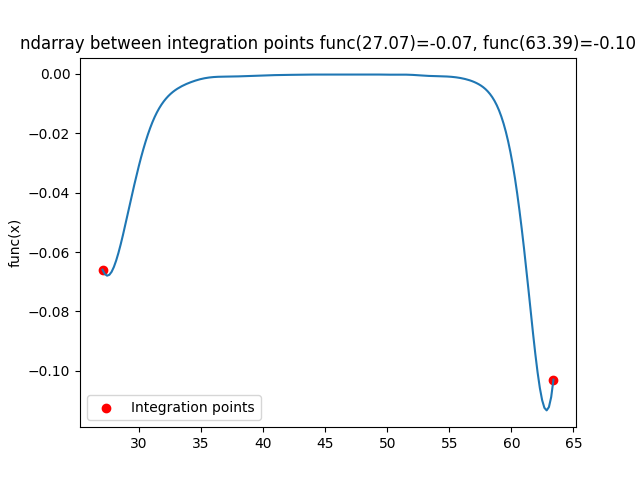 ndarray between integration points func(27.07)=-0.07, func(63.39)=-0.10
0.00
−0.02
−0.04
−0.06
−0.08
−0.10
func(x)
Integration points
30 35 40 45 50 55 60 65